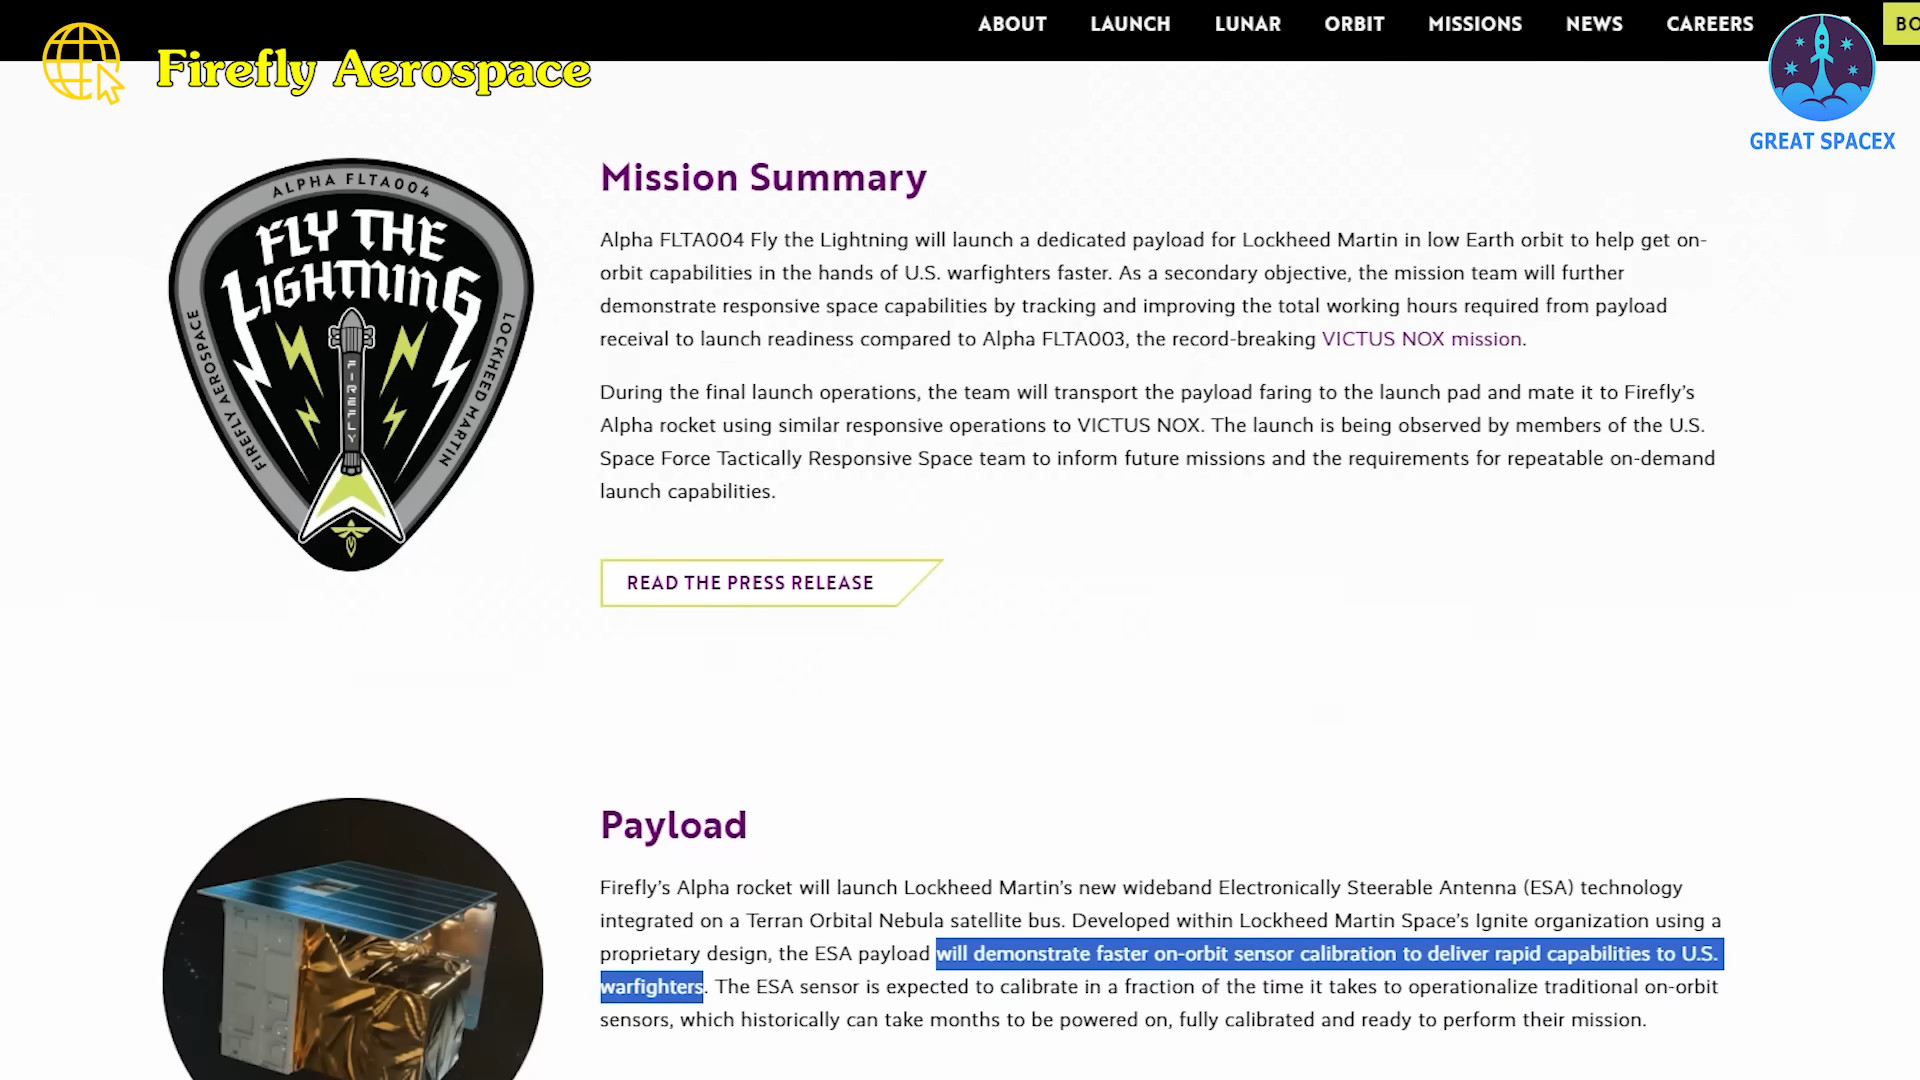 ABOUT LAUNCH LUNAR ORBIT MISSIONS NEWS CAREERS
Firefly Aerospace
GREAT SPACEX
ALPHA FLTA004
FLY THE
LIGHTNING
FIREFLY AEROSPACE
LOCKHEED MARTIN
FIREFLY
Mission Summary
Alpha FLTA004 Fly the Lightning will launch a dedicated payload for Lockheed Martin in low Earth orbit to help get on-
orbit capabilities in the hands of U.S. warfighters faster. As a secondary objective, the mission team will further
demonstrate responsive space capabilities by tracking and improving the total working hours required from payload
receival to launch readiness compared to Alpha FLTA003, the record-breaking VICTUS NOX mission.
During the final launch operations, the team will transport the payload faring to the launch pad and mate it to Firefly's
Alpha rocket using similar responsive operations to VICTUS NOX. The launch is being observed by members of the U.S.
Space Force Tactically Responsive Space team to inform future missions and the requirements for repeatable on-demand
launch capabilities.
READ THE PRESS RELEASE
Payload
Firefly's Alpha rocket will launch Lockheed Martin's new wideband Electronically Steerable Antenna (ESA) technology
integrated on a Terran Orbital Nebula satellite bus. Developed within Lockheed Martin Space's Ignite organization using a
proprietary design, the ESA payload will demonstrate faster on-orbit sensor calibration to deliver rapid capabilities to U.S.
warfighters. The ESA sensor is expected to calibrate in a fraction of the time it takes to operationalize traditional on-orbit
sensors, which historically can take months to be powered on, fully calibrated and ready to perform their mission.